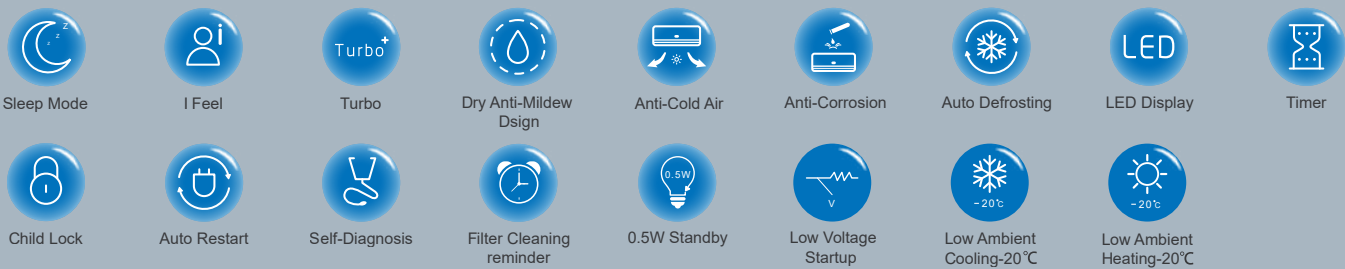 z
z
z
i
Turbo+
LED
Sleep Mode
I Feel
Turbo
Dry Anti-Mildew
Dsign
Anti-Cold Air
Anti-Corrosion
Auto Defrosting
LED Display
Timer
0.5W
V
-20℃
-20℃
Child Lock
Auto Restart
Self-Diagnosis
Filter Cleaning
reminder
0.5W Standby
Low Voltage
Startup
Low Ambient
Cooling-20℃
Low Ambient
Heating-20℃